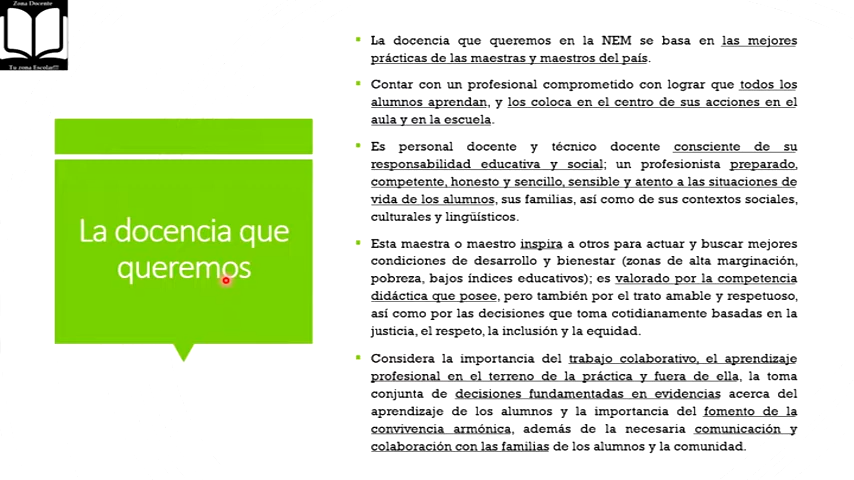 Zona Docente
Tu zona Escolar!!!
La docencia que
queremos
La docencia que queremos en la NEM se basa en las mejores
prácticas de las maestras y maestros del país.
Contar con un profesional comprometido con lograr que todos los
alumnos aprendan, y los coloca en el centro de sus acciones en el
aula y en la escuela.
Es personal docente y técnico docente consciente de su
responsabilidad educativa y social; un profesionista preparado,
competente, honesto y sencillo, sensible y atento a las situaciones de
vida de los alumnos, sus familias, así como de sus contextos sociales,
culturales y lingüísticos.
Esta maestra o maestro inspira a otros para actuar y buscar mejores
condiciones de desarrollo y bienestar (zonas de alta marginación,
pobreza, bajos índices educativos); es valorado por la competencia
didáctica que posee, pero también por el trato amable y respetuoso,
así como por las decisiones que toma cotidianamente basadas en la
justicia, el respeto, la inclusión y la equidad.
Considera la importancia del trabajo colaborativo, el aprendizaje
profesional en el terreno de la práctica y fuera de ella, la toma
conjunta de decisiones fundamentadas en evidencias acerca del
aprendizaje de los alumnos y la importancia del fomento de la
convivencia armónica, además de la necesaria comunicación y
colaboración con las familias de los alumnos y la comunidad.